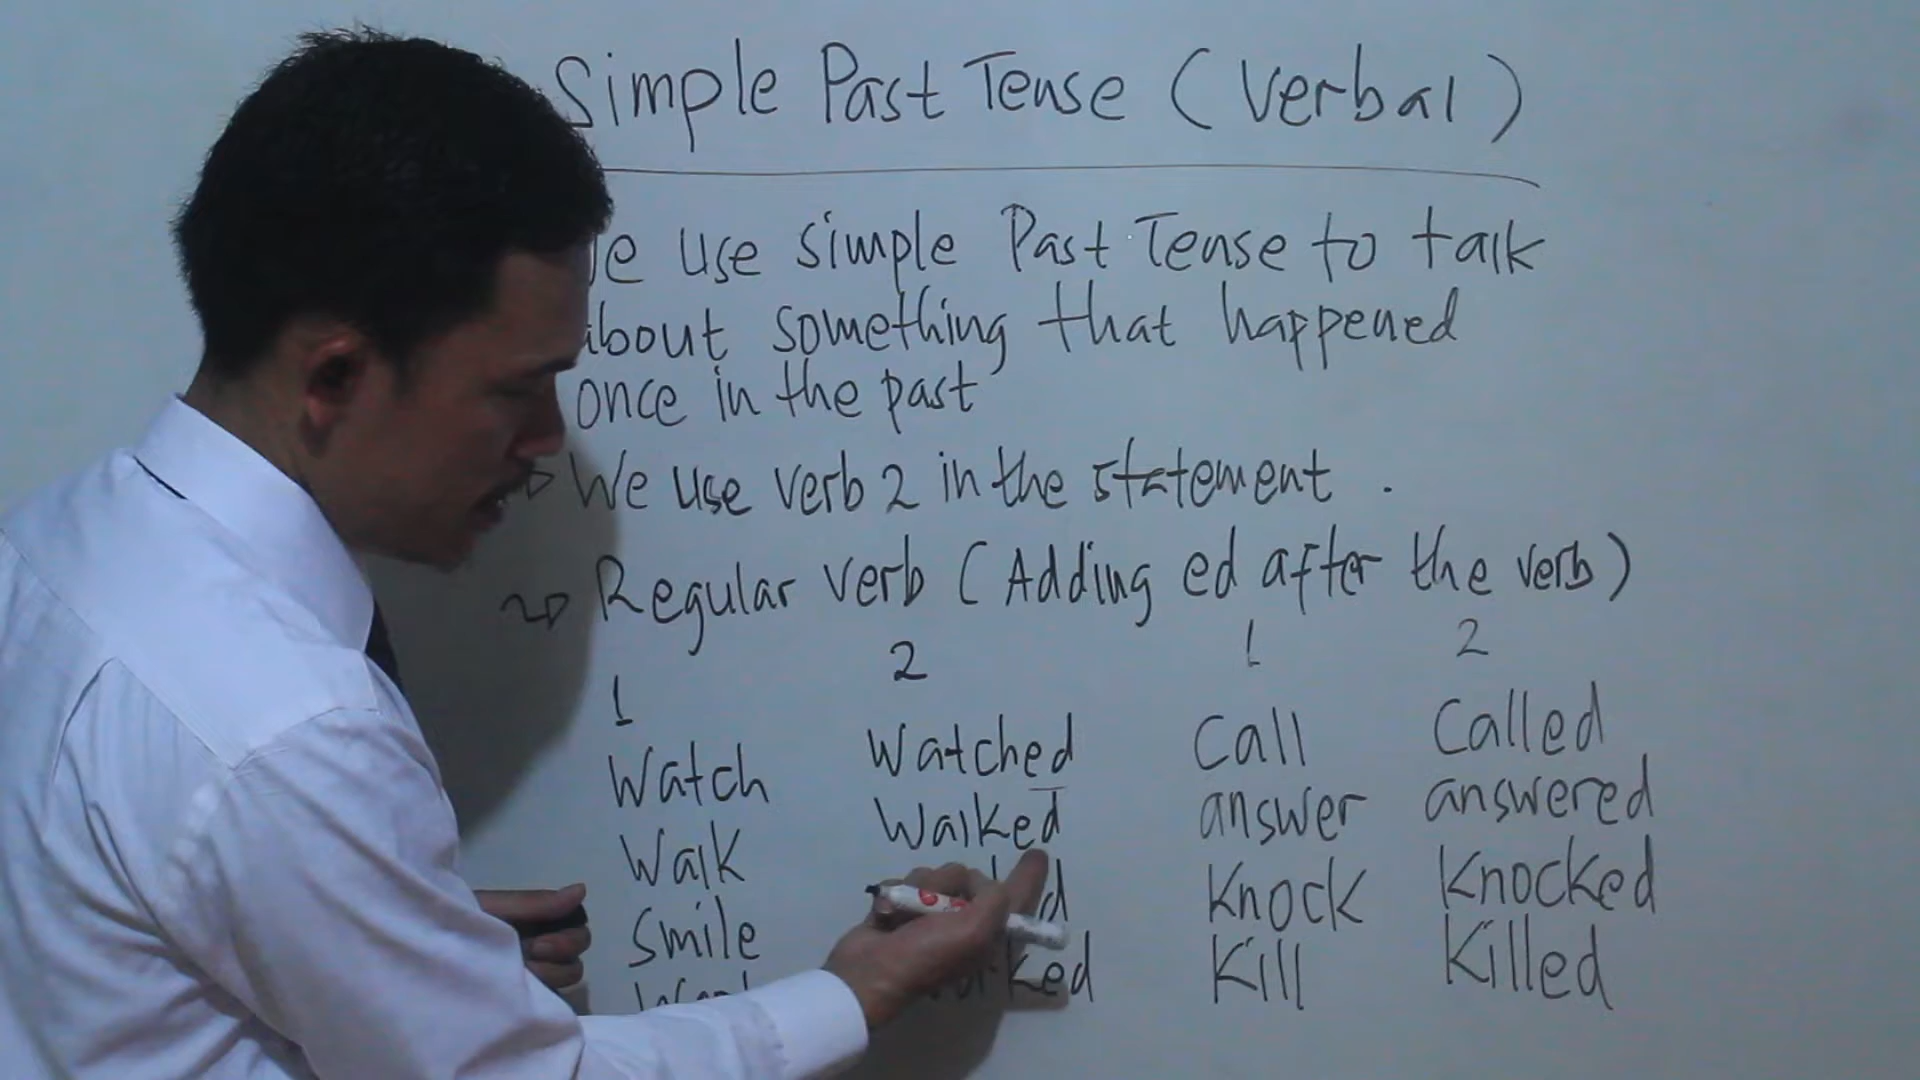 Simple Past Tense (Verbal)
use simple Past Tense to talk
about something that happened
once in the past
We use verb 2 in the statement.
Regular verb (Adding ed after the verb)
1 2 1 2
Watch Watched Call Called
Walk Walked answer answered
Smile Knock Knocked
Kill Killed